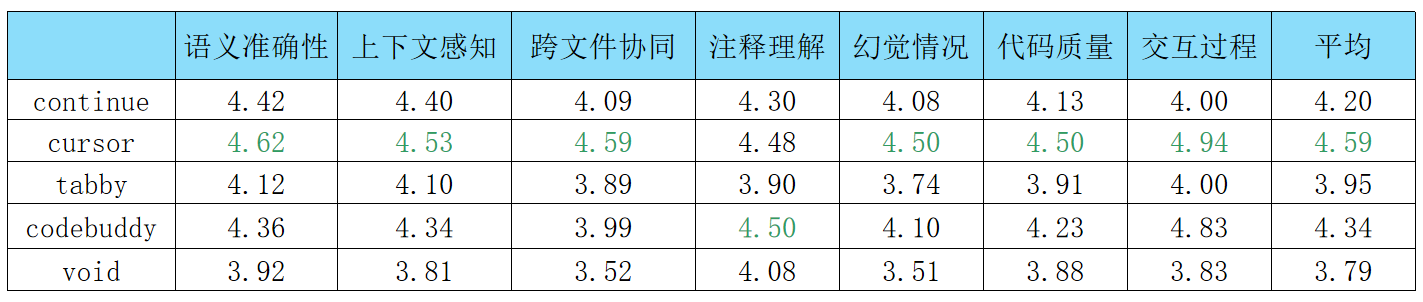 语义准确性 上下文感知 跨文件协同 注释理解 幻觉情况 代码质量 交互过程 平均
continue 4.42 4.40 4.09 4.30 4.08 4.13 4.00 4.20
cursor 4.62 4.53 4.59 4.48 4.50 4.50 4.94 4.59
tabby 4.12 4.10 3.89 3.90 3.74 3.91 4.00 3.95
codebuddy 4.36 4.34 3.99 4.50 4.10 4.23 4.83 4.34
void 3.92 3.81 3.52 4.08 3.51 3.88 3.83 3.79